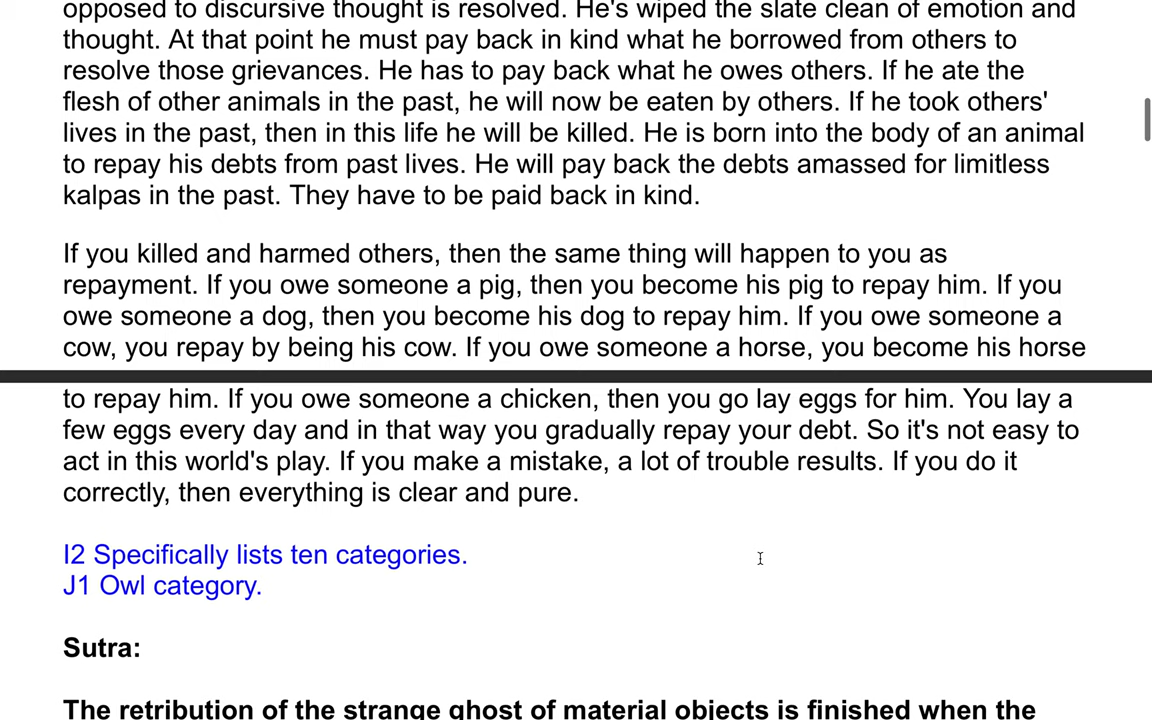 opposed to discursive thought is resolved. He's wiped the slate clean of emotion and
thought. At that point he must pay back in kind what he borrowed from others to
resolve those grievances. He has to pay back what he owes others. If he ate the
flesh of other animals in the past, he will now be eaten by others. If he took others'
lives in the past, then in this life he will be killed. He is born into the body of an animal
to repay his debts from past lives. He will pay back the debts amassed for limitless
kalpas in the past. They have to be paid back in kind.
If you killed and harmed others, then the same thing will happen to you as
repayment. If you owe someone a pig, then you become his pig to repay him. If you
owe someone a dog, then you become his dog to repay him. If you owe someone a
cow, you repay by being his cow. If you owe someone a horse, you become his horse
to repay him. If you owe someone a chicken, then you go lay eggs for him. You lay a
few eggs every day and in that way you gradually repay your debt. So it's not easy to
act in this world's play. If you make a mistake, a lot of trouble results. If you do it
correctly, then everything is clear and pure.
I2 Specifically lists ten categories.
J1 Owl category.
Sutra:
The retribution of the strange ghost of material objects is finished when the